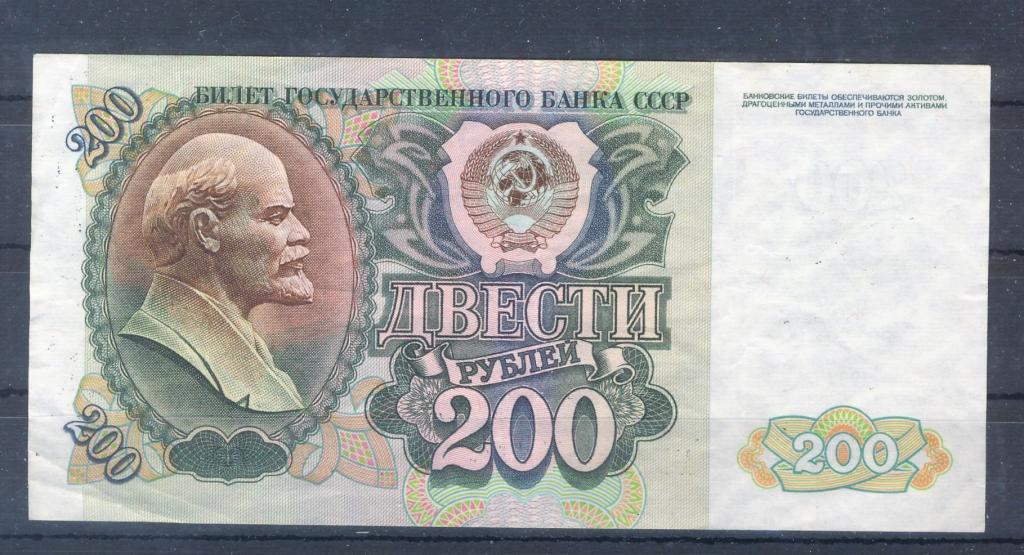 БИЛЕТ ГОСУДАРСТВЕННОГО БАНКА СССР
БАНКОВСКИЕ БИЛЕТЫ ОБЕСПЕЧИВАЮТСЯ ЗОЛОТОМ,
ДРАГОЦЕННЫМИ МЕТАЛЛАМИ И ПРОЧИМИ АКТИВАМИ
ГОСУДАРСТВЕННОГО БАНКА
200
ДВЕСТИ
РУБЛЕЙ
200
200
200